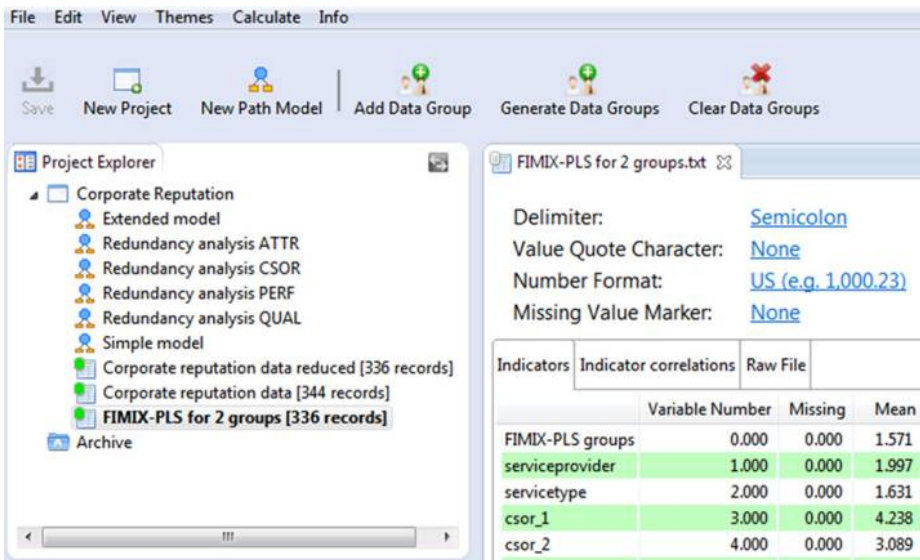 File Edit View Themes Calculate Info
Save New Project New Path Model Add Data Group Generate Data Groups Clear Data Groups
Project Explorer
Corporate Reputation
Extended model
Redundancy analysis ATTR
Redundancy analysis CSOR
Redundancy analysis PERF
Redundancy analysis QUAL
Simple model
Corporate reputation data reduced [336 records]
Corporate reputation data [344 records]
FIMIX-PLS for 2 groups [336 records]
Archive
FIMIX-PLS for 2 groups.txt
Delimiter: Semicolon
Value Quote Character: None
Number Format: US (e.g. 1,000.23)
Missing Value Marker: None
Indicators Indicator correlations Raw File
Variable Number Missing Mean
FIMIX-PLS groups 0.000 0.000 1.571
serviceprovider 1.000 0.000 1.997
servicetype 2.000 0.000 1.631
csor_1 3.000 0.000 4.238
csor_2 4.000 0.000 3.089